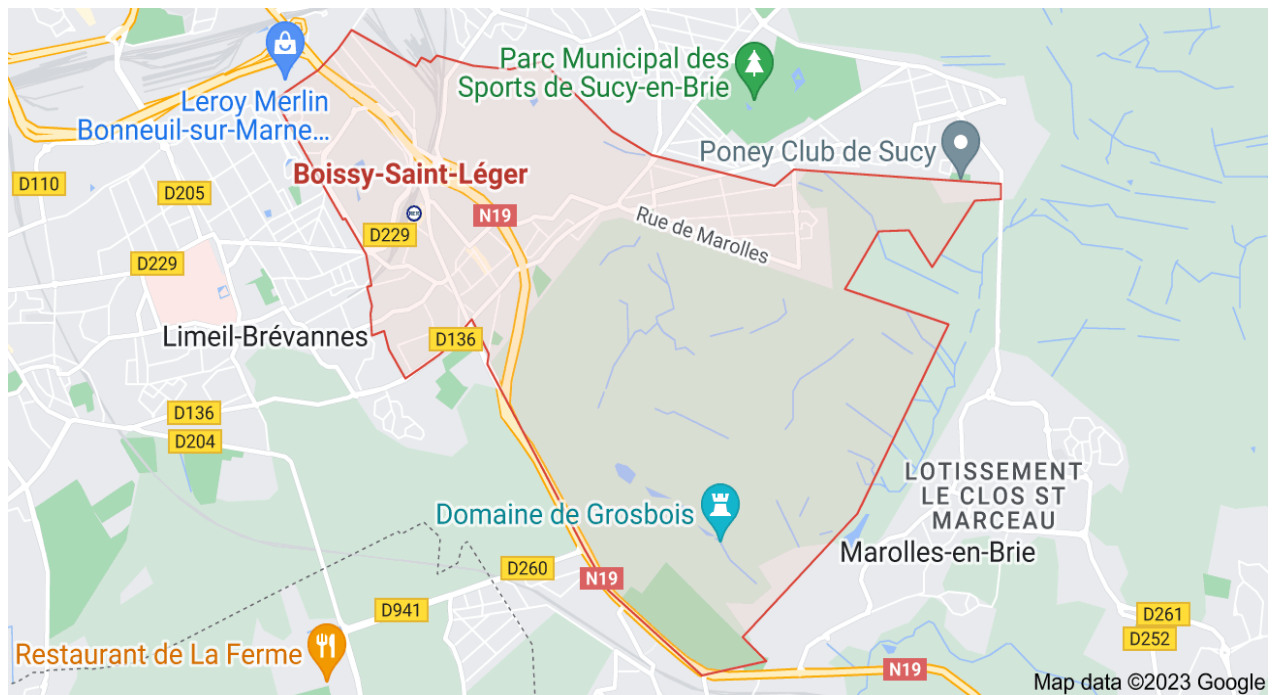 Parc Municipal des
Sports de Sucy-en-Brie
Leroy Merlin
Bonneuil-sur-Marne...
Poney Club de Sucy
D110
D205
Boissy-Saint-Léger
RER
N19
D229
Rue de Marolles
D229
Limeil-Brévannes
D136
D136
D204
LOTISSEMENT
LE CLOS ST
MARCEAU
Domaine de Grosbois
Marolles-en-Brie
D260
N19
D941
D261
D252
Restaurant de La Ferme
N19
Map data ©2023 Google